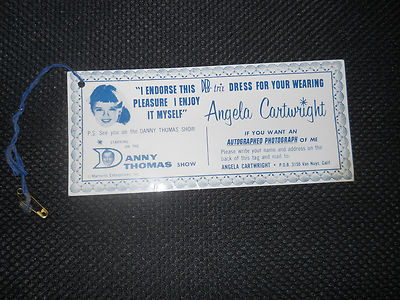 "I ENDORSE THIS DRESS FOR YOUR WEARING
PLEASURE I ENJOY
IT MYSELF"
Angela Cartwright
P.S. See you on the DANNY THOMAS SHOW
STARRING
ON THE
DANNY
THOMAS SHOW
IF YOU WANT AN
AUTOGRAPHED PHOTOGRAPH OF ME
Please write your name and address on the
back of this tag and mail to:
ANGELA CARTWRIGHT • P.O.B. 3750 Van Nuys, Calif.